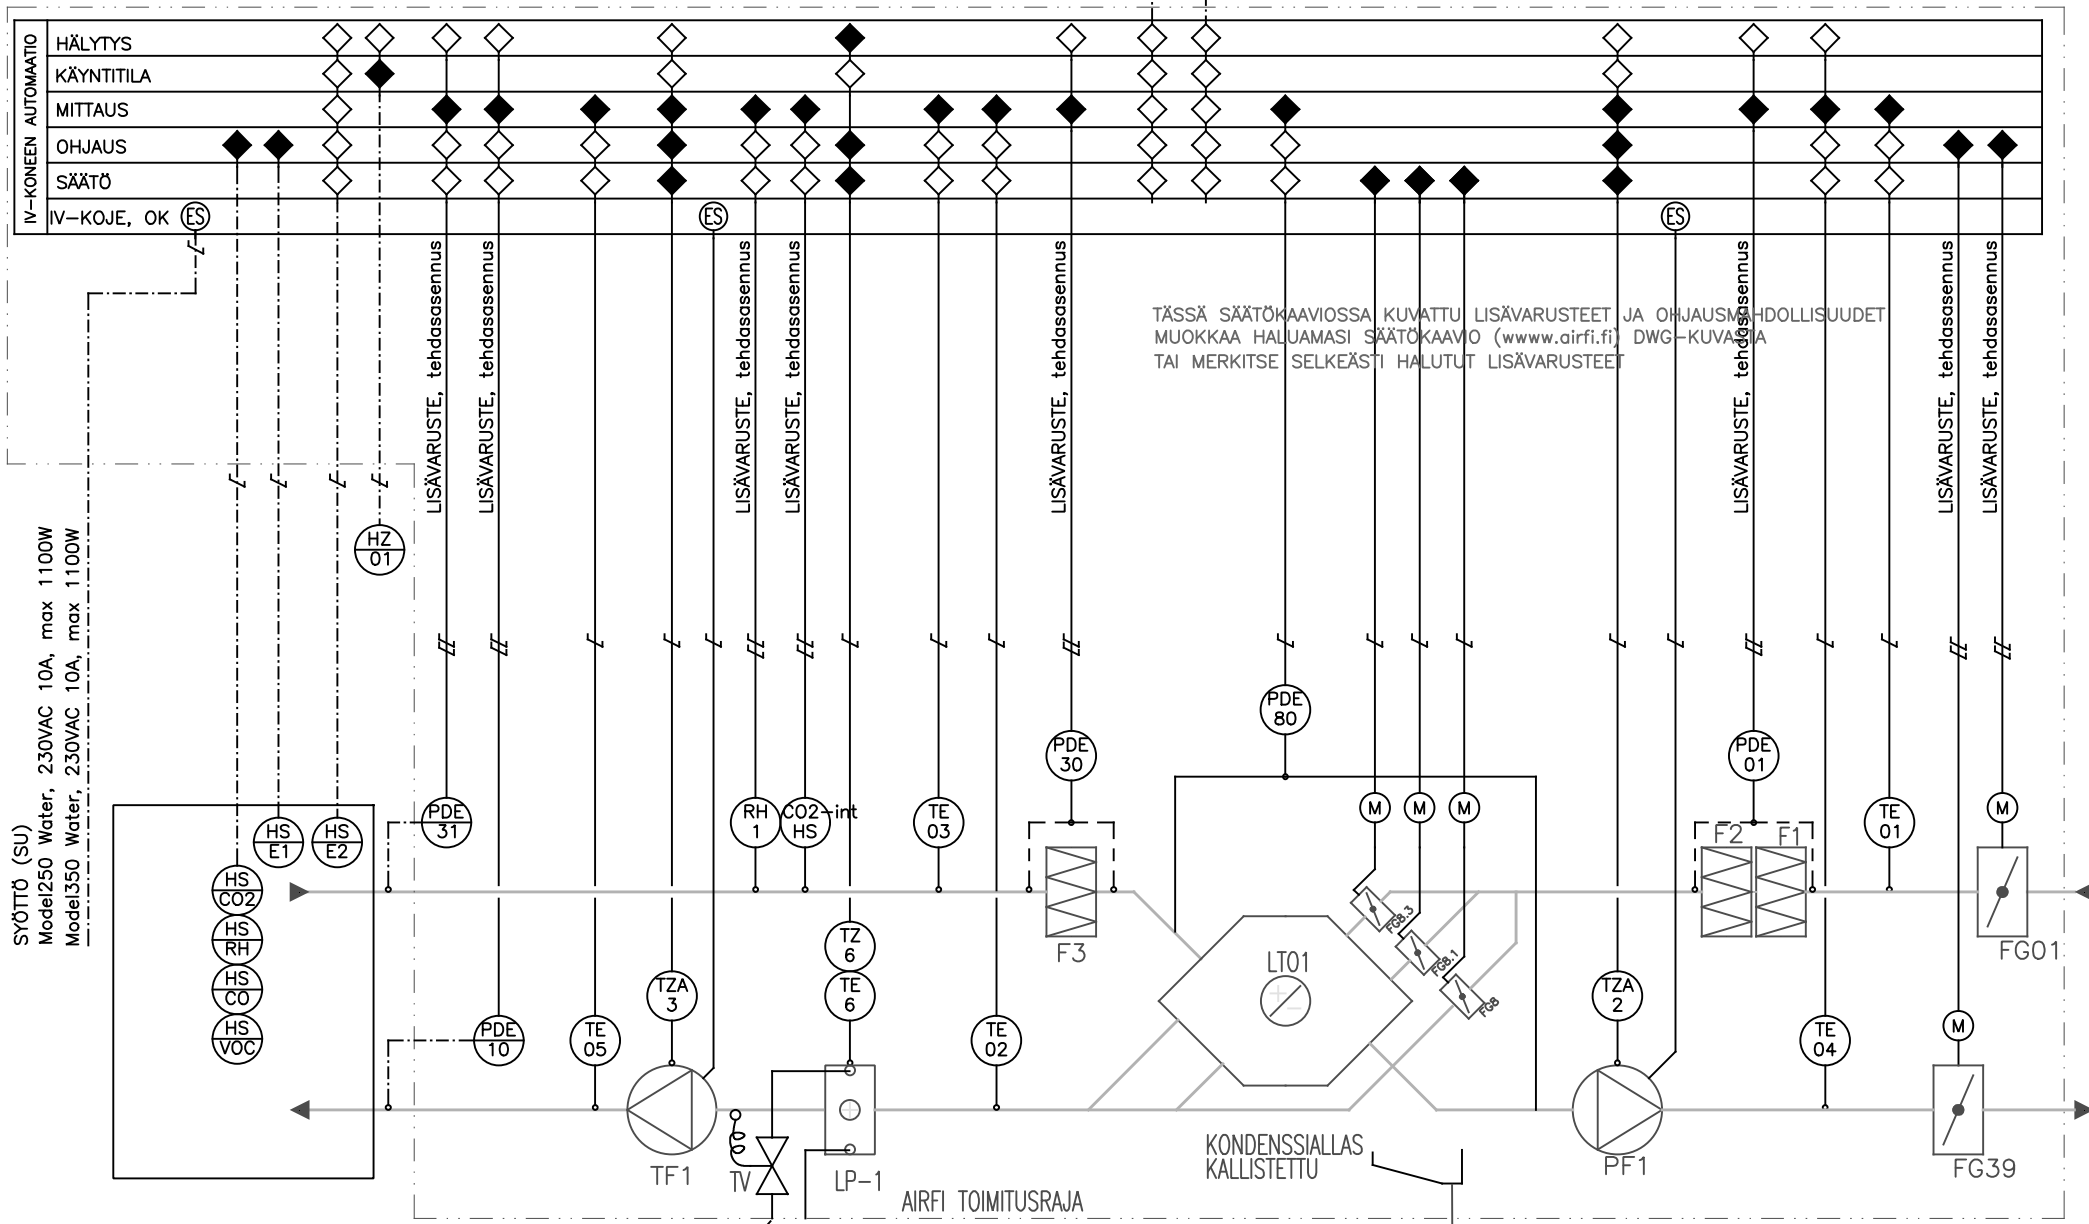 IV-KONEEN AUTOMAATIO
HÄLYTYS
KÄYNTITILA
MITTAUS
OHJAUS
SÄÄTÖ
IV-KOJE, OK
ES
ES
ES
LISÄVARUSTE, tehdasasennus
LISÄVARUSTE, tehdasasennus
LISÄVARUSTE, tehdasasennus
LISÄVARUSTE, tehdasasennus
LISÄVARUSTE, tehdasasennus
LISÄVARUSTE, tehdasasennus
LISÄVARUSTE, tehdasasennus
LISÄVARUSTE, tehdasasennus
TÄSSÄ SÄÄTÖKAAVIOSSA KUVATTU LISÄVARUSTEET JA OHJAUSMAHDOLLISUUDET
MUOKKAA HALUAMASI SÄÄTÖKAAVIO (wwww.airfi.fi) DWG-KUVASTA
TAI MERKITSE SELKEÄSTI HALUTUT LISÄVARUSTEET
SYÖTTÖ (SU)
Model250 Water, 230VAC 10A, max 1100W
Model350 Water, 230VAC 10A, max 1100W
HZ
01
PDE
80
PDE
30
PDE
01
HS
E1
HS
E2
PDE
31
RH
1
CO2-int
HS
TE
03
M
M
M
TE
01
M
F2
F1
HS
CO2
HS
RH
HS
CO
HS
VOC
F3
FG8.3
FG8.1
FG8
FG01
TZ
6
TE
6
LTO1
TZA
3
TZA
2
PDE
10
TE
05
TE
02
TE
04
M
TF1
TV
LP-1
KONDENSSIALLAS
KALLISTETTU
PF1
FG39
AIRFI TOIMITUSRAJA